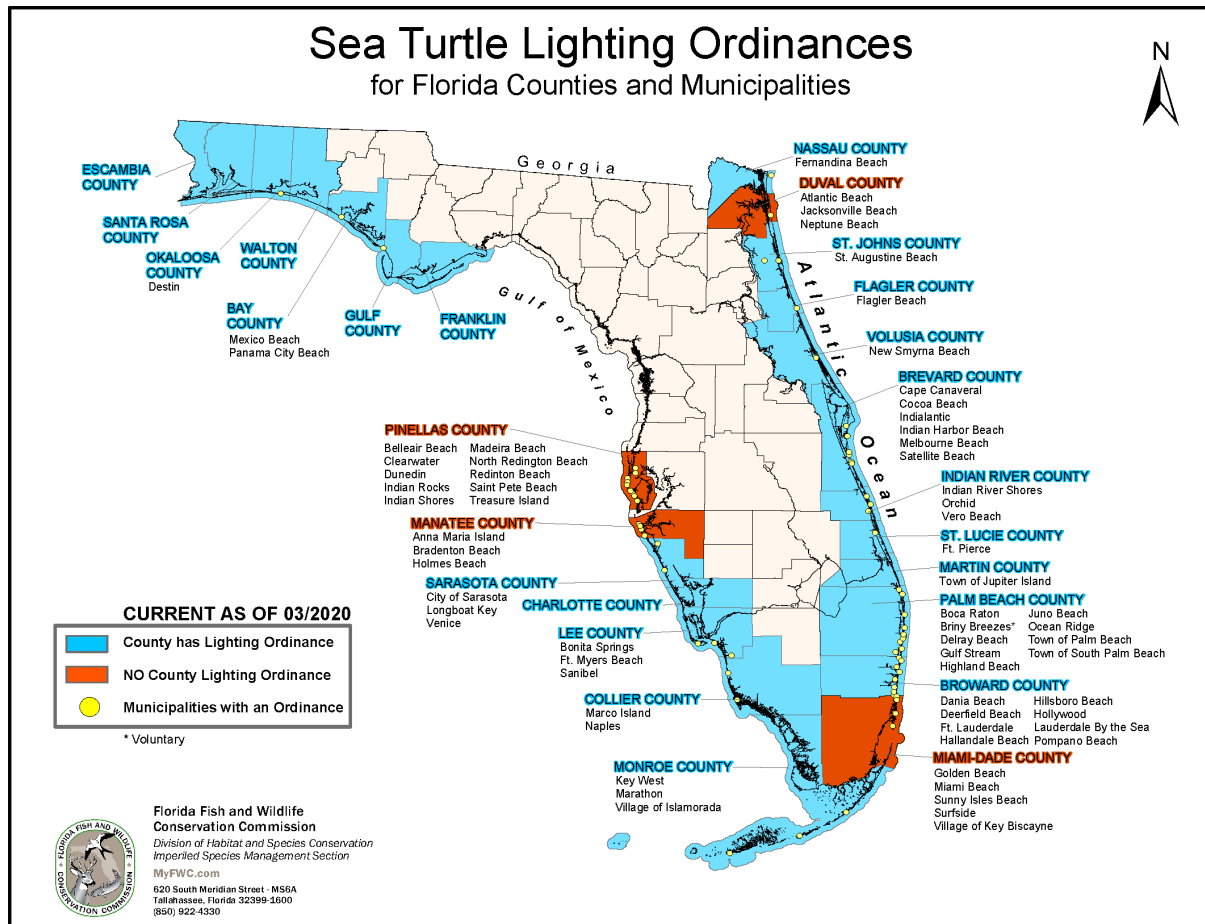 Sea Turtle Lighting Ordinances
for Florida Counties and Municipalities
N
Georgia
Gulf of Mexico
Atlantic Ocean
ESCAMBIA
COUNTY
SANTA ROSA
COUNTY
OKALOOSA
COUNTY
Destin
WALTON
COUNTY
BAY
COUNTY
Mexico Beach
Panama City Beach
GULF
COUNTY
FRANKLIN
COUNTY
NASSAU COUNTY
Fernandina Beach
DUVAL COUNTY
Atlantic Beach
Jacksonville Beach
Neptune Beach
ST. JOHNS COUNTY
St. Augustine Beach
FLAGLER COUNTY
Flagler Beach
VOLUSIA COUNTY
New Smyrna Beach
BREVARD COUNTY
Cape Canaveral
Cocoa Beach
Indialantic
Indian Harbor Beach
Melbourne Beach
Satellite Beach
INDIAN RIVER COUNTY
Indian River Shores
Orchid
Vero Beach
ST. LUCIE COUNTY
Ft. Pierce
MARTIN COUNTY
Town of Jupiter Island
PALM BEACH COUNTY
Boca Raton Juno Beach
Briny Breezes* Ocean Ridge
Delray Beach Town of Palm Beach
Gulf Stream Town of South Palm Beach
Highland Beach
BROWARD COUNTY
Dania Beach Hillsboro Beach
Deerfield Beach Hollywood
Ft. Lauderdale Lauderdale By the Sea
Hallandale Beach Pompano Beach
MIAMI-DADE COUNTY
Golden Beach
Miami Beach
Sunny Isles Beach
Surfside
Village of Key Biscayne
PINELLAS COUNTY
Belleair Beach Madeira Beach
Clearwater North Redington Beach
Dunedin Redinton Beach
Indian Rocks Saint Pete Beach
Indian Shores Treasure Island
MANATEE COUNTY
Anna Maria Island
Bradenton Beach
Holmes Beach
SARASOTA COUNTY
City of Sarasota
Longboat Key
Venice
CHARLOTTE COUNTY
LEE COUNTY
Bonita Springs
Ft. Myers Beach
Sanibel
COLLIER COUNTY
Marco Island
Naples
MONROE COUNTY
Key West
Marathon
Village of Islamorada
CURRENT AS OF 03/2020
County has Lighting Ordinance
NO County Lighting Ordinance
Municipalities with an Ordinance
* Voluntary
FLORIDA FISH AND WILDLIFE
CONSERVATION COMMISSION
Florida Fish and Wildlife
Conservation Commission
Division of Habitat and Species Conservation
Imperiled Species Management Section
MyFWC.com
620 South Meridian Street - MS6A
Tallahassee, Florida 32399-1600
(850) 922-4330